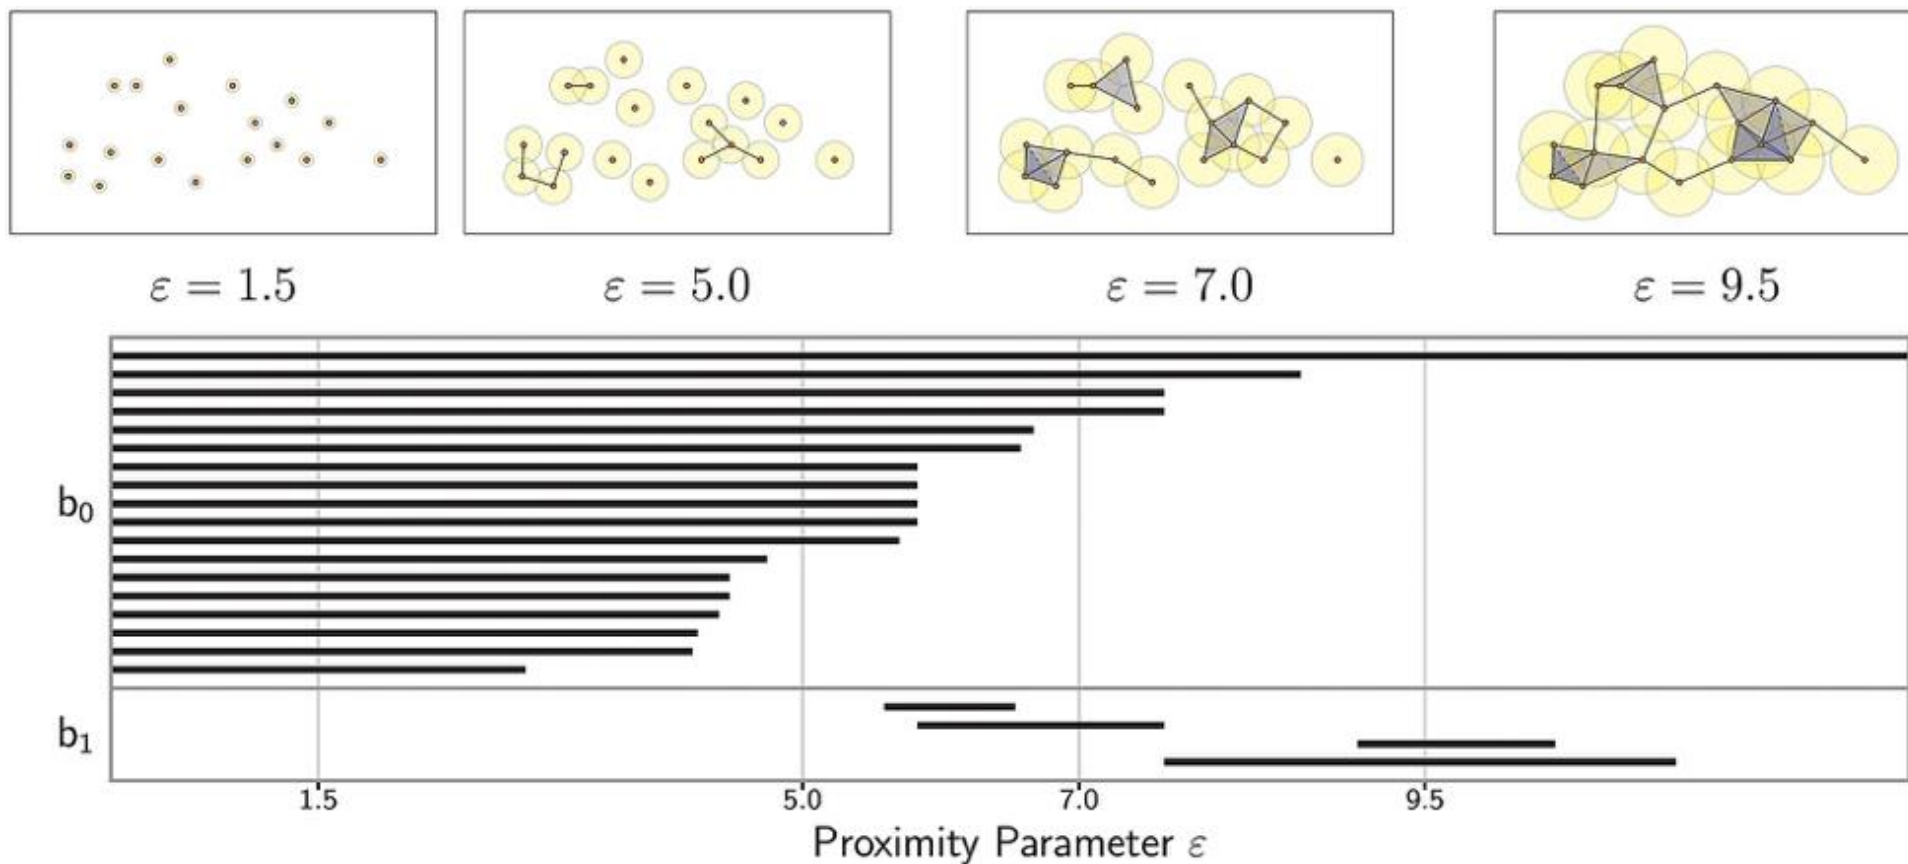 ε = 1.5
ε = 5.0
ε = 7.0
ε = 9.5
b₀
b₁
1.5
5.0
7.0
9.5
Proximity Parameter ε